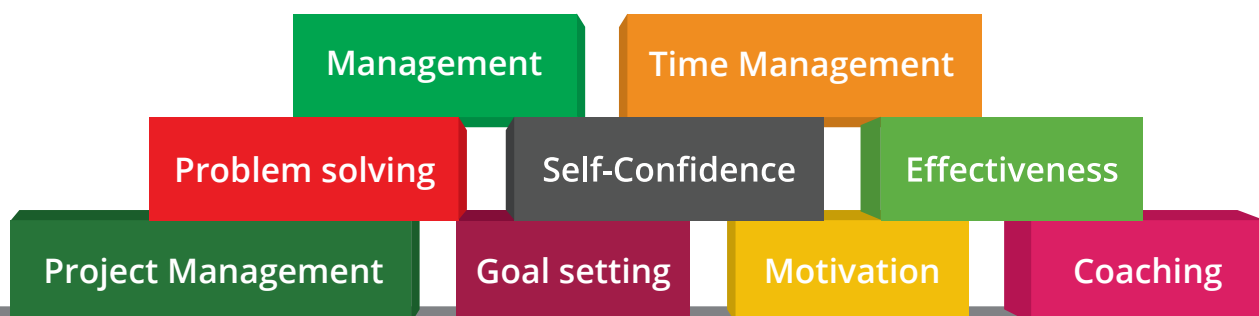 Management
Time Management
Problem solving
Self-Confidence
Effectiveness
Project Management
Goal setting
Motivation
Coaching